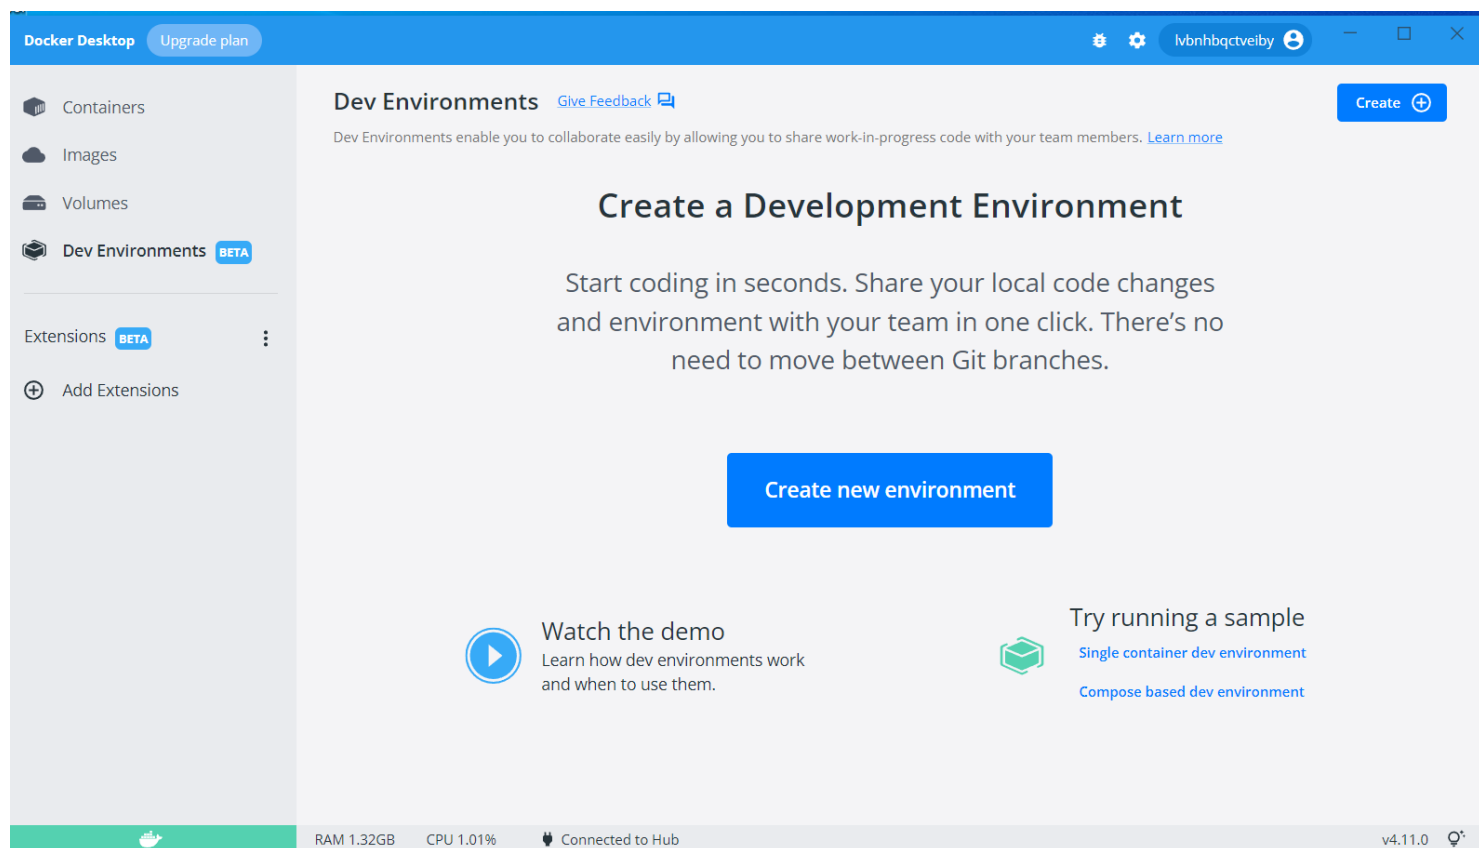 Docker Desktop Upgrade plan lvbnhbqctveiby
Containers
Images
Volumes
Dev Environments BETA
Extensions BETA
Add Extensions
Dev Environments Give Feedback Create
Dev Environments enable you to collaborate easily by allowing you to share work-in-progress code with your team members. Learn more
Create a Development Environment
Start coding in seconds. Share your local code changes
and environment with your team in one click. There’s no
need to move between Git branches.
Create new environment
Watch the demo
Learn how dev environments work
and when to use them.
Try running a sample
Single container dev environment
Compose based dev environment
RAM 1.32GB CPU 1.01% Connected to Hub v4.11.0